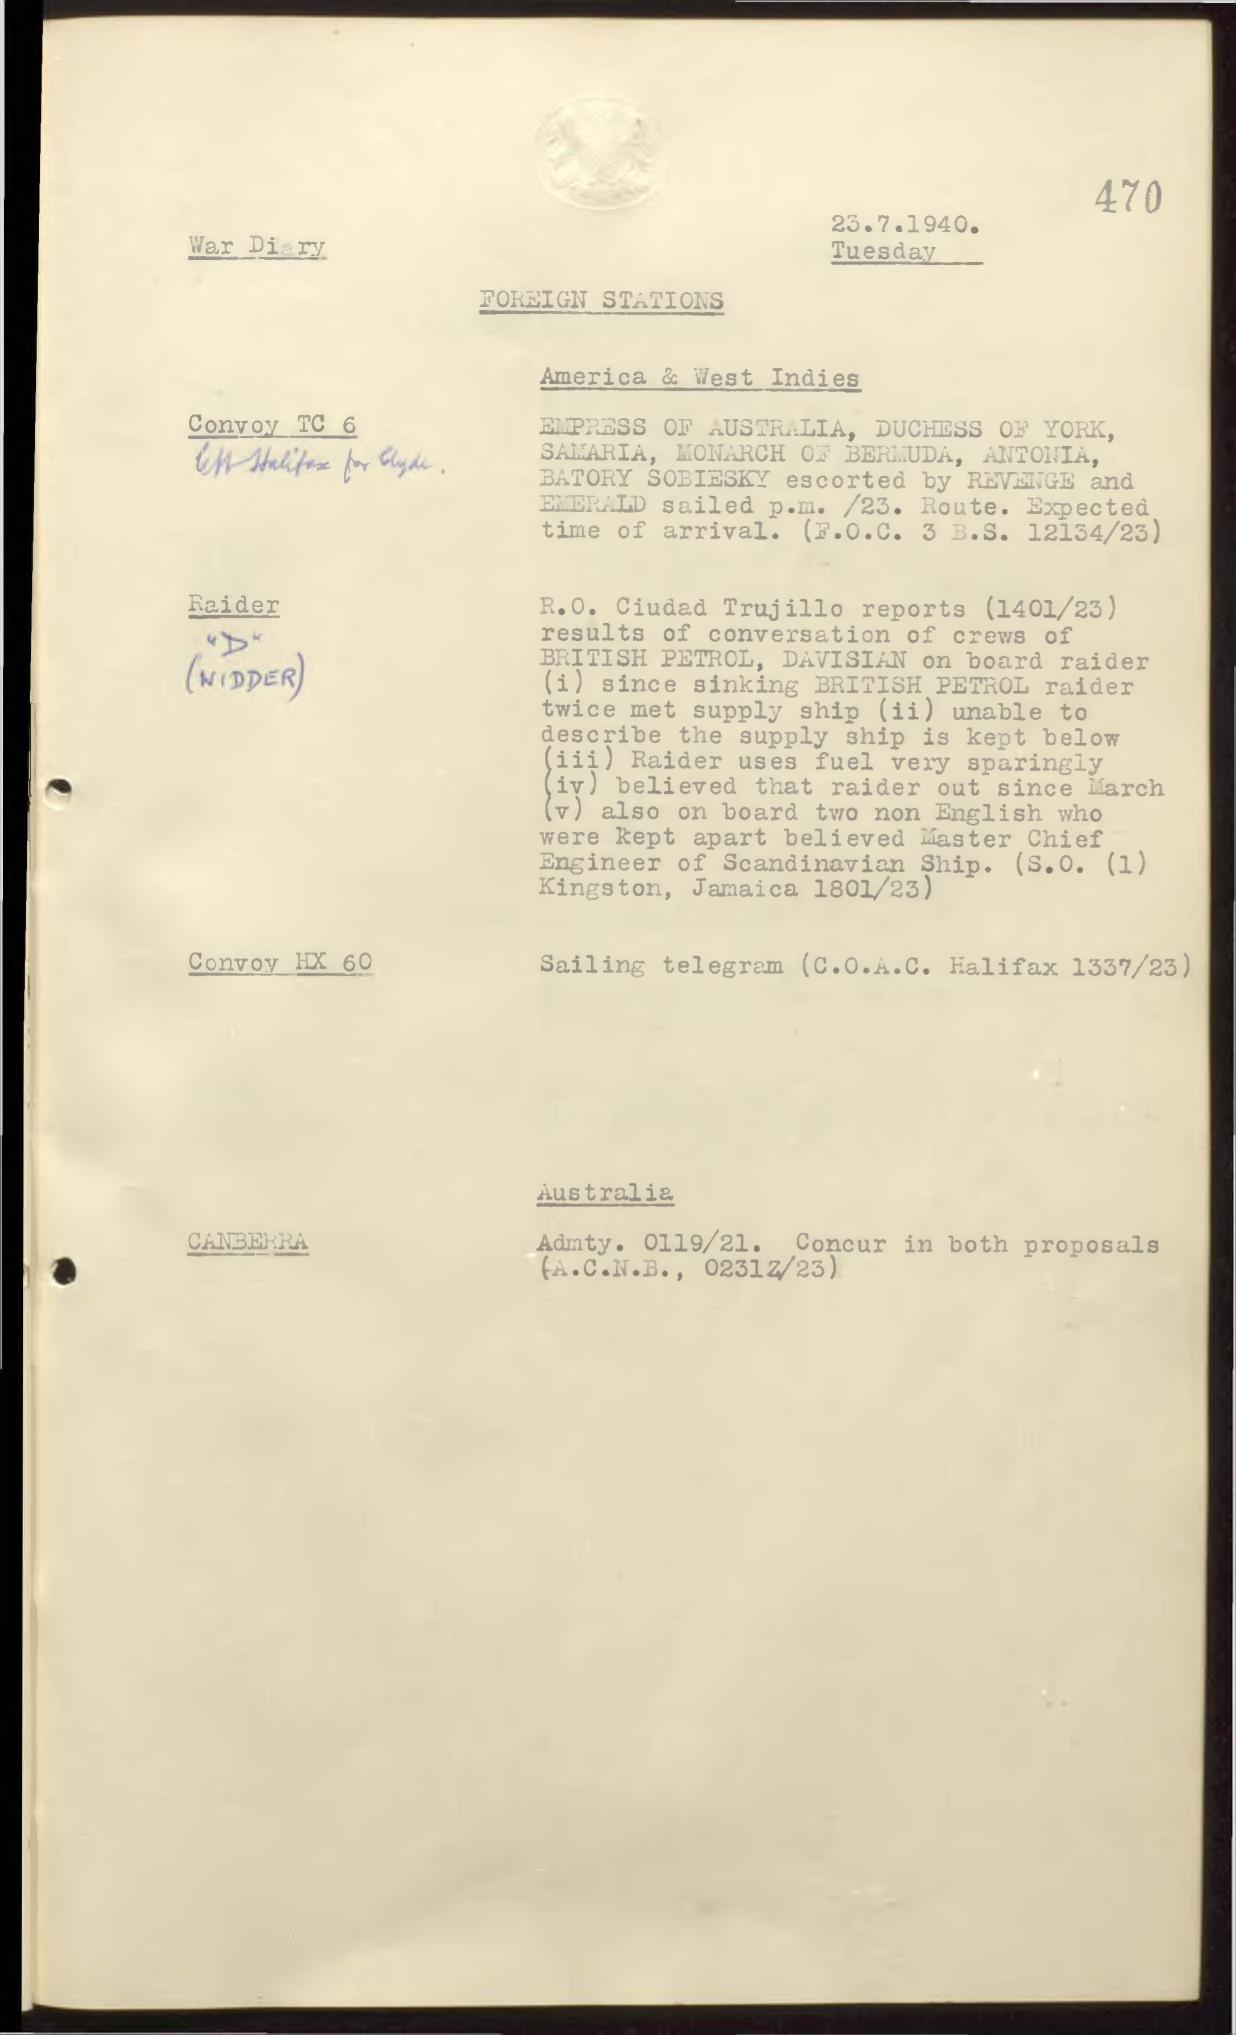 470
23.7.1940.
War Diary
Tuesday
FOREIGN STATIONS
America & West Indies
Convoy TC 6
left Halifax for Clyde.
EMPRESS OF AUSTRALIA, DUCHESS OF YORK,
SAMARIA, MONARCH OF BERMUDA, ANTONIA,
BATORY SOBIESKY escorted by REVENGE and
EMERALD sailed p.m. /23. Route. Expected
time of arrival. (F.O.C. 3 B.S. 12134/23)
Raider
"D"
(WIDDER)
R.O. Ciudad Trujillo reports (1401/23)
results of conversation of crews of
BRITISH PETROL, DAVISIAN on board raider
(i) since sinking BRITISH PETROL raider
twice met supply ship (ii) unable to
describe the supply ship is kept below
(iii) Raider uses fuel very sparingly
(iv) believed that raider out since March
(v) also on board two non English who
were kept apart believed Master Chief
Engineer of Scandinavian Ship. (S.O. (1)
Kingston, Jamaica 1801/23)
Convoy HX 60
Sailing telegram (C.O.A.C. Halifax 1337/23)
Australia
CANBERRA
Admty. 0119/21. Concur in both proposals
(A.C.N.B., 0231Z/23)